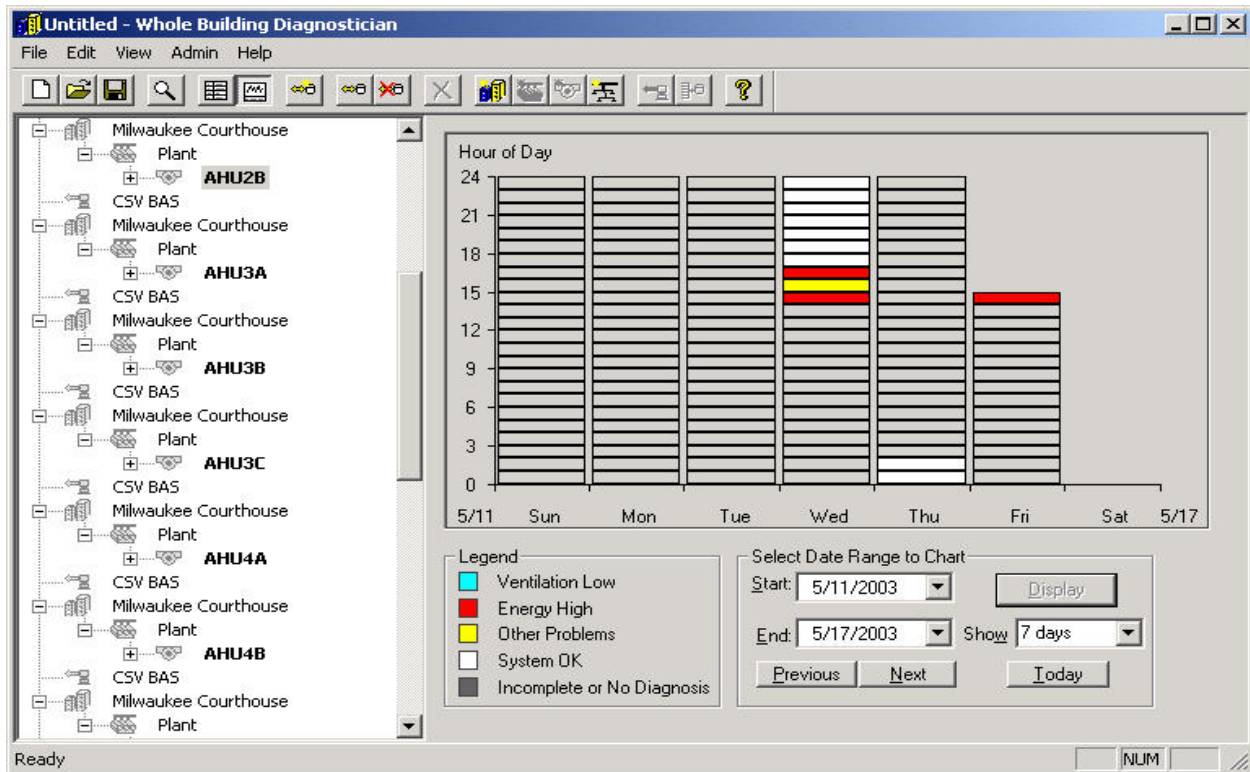 Untitled - Whole Building Diagnostician
File Edit View Admin Help
Milwaukee Courthouse
Plant
AHU2B
CSV BAS
Milwaukee Courthouse
Plant
AHU3A
CSV BAS
Milwaukee Courthouse
Plant
AHU3B
CSV BAS
Milwaukee Courthouse
Plant
AHU3C
CSV BAS
Milwaukee Courthouse
Plant
AHU4A
CSV BAS
Milwaukee Courthouse
Plant
AHU4B
CSV BAS
Milwaukee Courthouse
Plant
Hour of Day
24
21
18
15
12
9
6
3
0
5/11 Sun Mon Tue Wed Thu Fri Sat 5/17
Legend
Ventilation Low
Energy High
Other Problems
System OK
Incomplete or No Diagnosis
Select Date Range to Chart
Start: 5/11/2003 Display
End: 5/17/2003 Show 7 days
Previous Next Today
Ready NUM